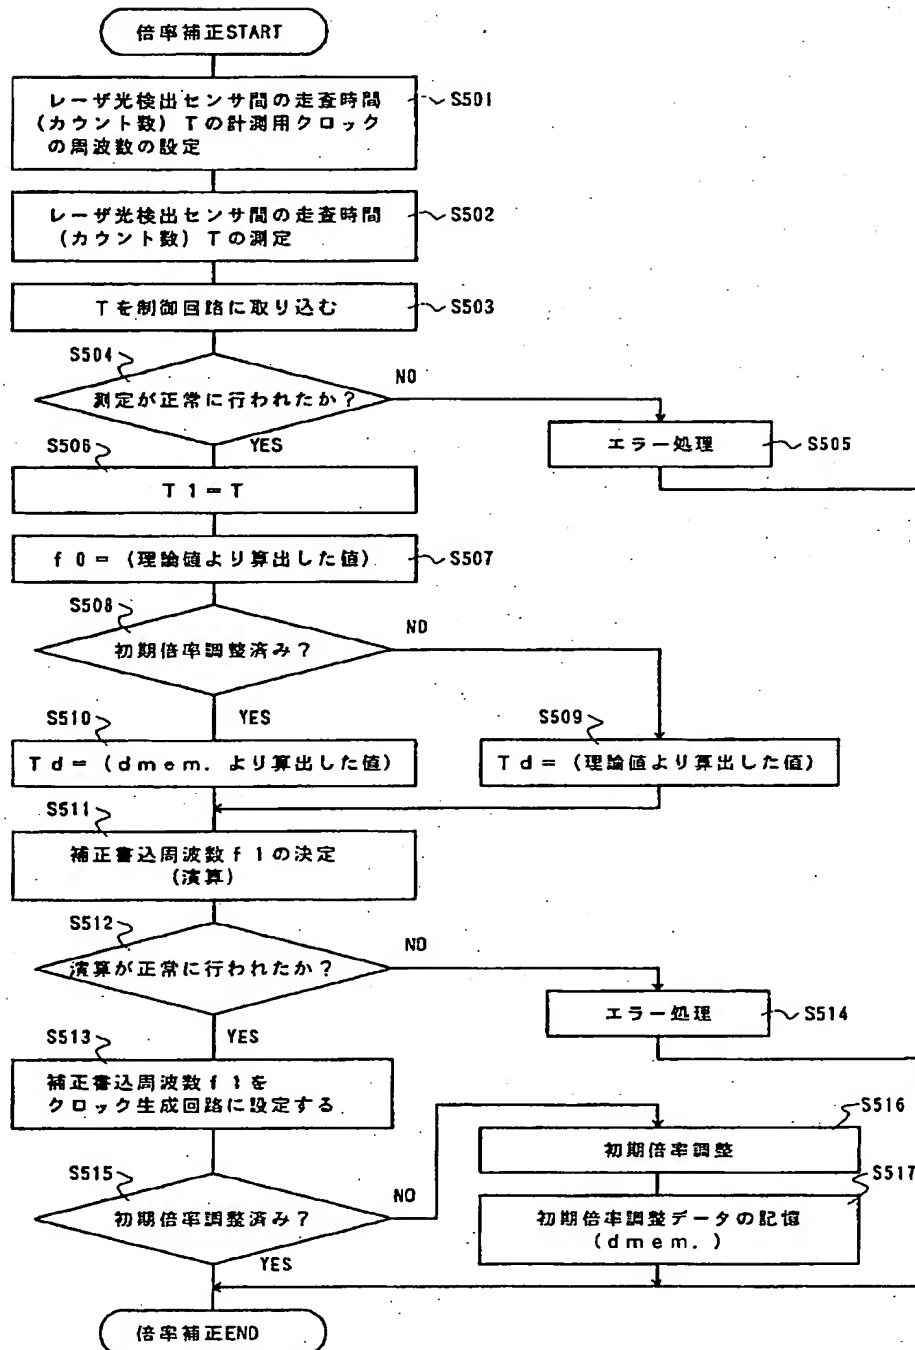 倍率補正START
レーザ光検出センサ間の走査時間
(カウント数) Tの計測用クロック
の周波数の設定
S501
レーザ光検出センサ間の走査時間
(カウント数) Tの測定
S502
Tを制御回路に取り込む
S503
S504
測定が正常に行われたか?
NO
YES
エラー処理
S505
S506
T1=T
f0= (理論値より算出した値)
S507
S508
初期倍率調整済み?
NO
YES
S510
Td= (dmem. より算出した値)
S509
Td= (理論値より算出した値)
S511
補正書込周波数f1の決定
(演算)
S512
演算が正常に行われたか?
NO
YES
エラー処理
S514
S513
補正書込周波数f1を
クロック生成回路に設定する
S516
初期倍率調整
S515
初期倍率調整済み?
NO
YES
S517
初期倍率調整データの記憶
(dmem. )
倍率補正END